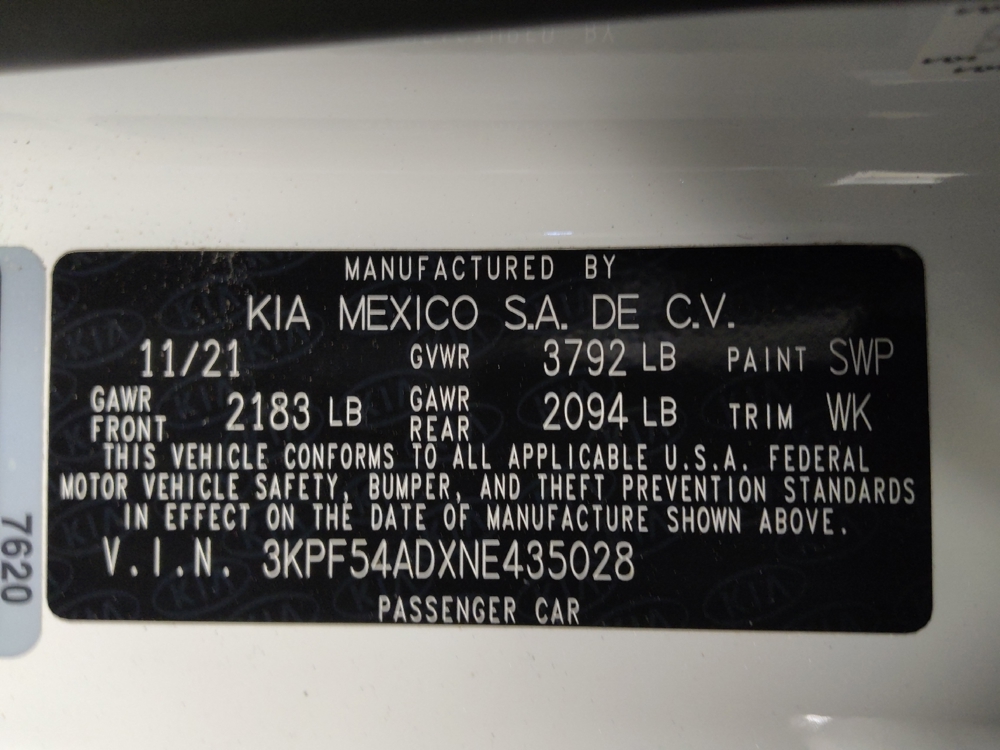 MANUFACTURED BY
KIA MEXICO S.A. DE C.V.
11/21 GVWR 3792 LB PAINT SWP
GAWR FRONT 2183 LB GAWR REAR 2094 LB TRIM WK
THIS VEHICLE CONFORMS TO ALL APPLICABLE U.S.A. FEDERAL
MOTOR VEHICLE SAFETY, BUMPER, AND THEFT PREVENTION STANDARDS
IN EFFECT ON THE DATE OF MANUFACTURE SHOWN ABOVE.
V.I.N. 3KPF54ADXNE435028
PASSENGER CAR
7620